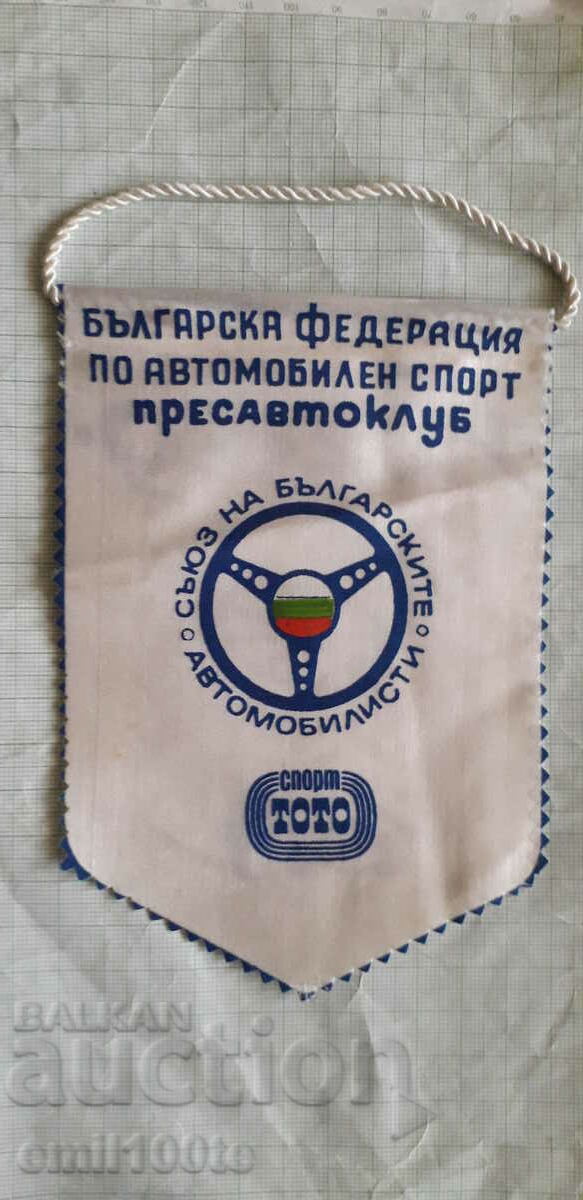 БЪЛГАРСКА ФЕДЕРАЦИЯ
ПО АВТОМОБИЛЕН СПОРТ
ПРЕСАВТОКЛУБ
СЪЮЗ НА БЪЛГАРСКИТЕ
АВТОМОБИЛИСТИ
спорт
ТОТО
BALKAN
auction
emil100te